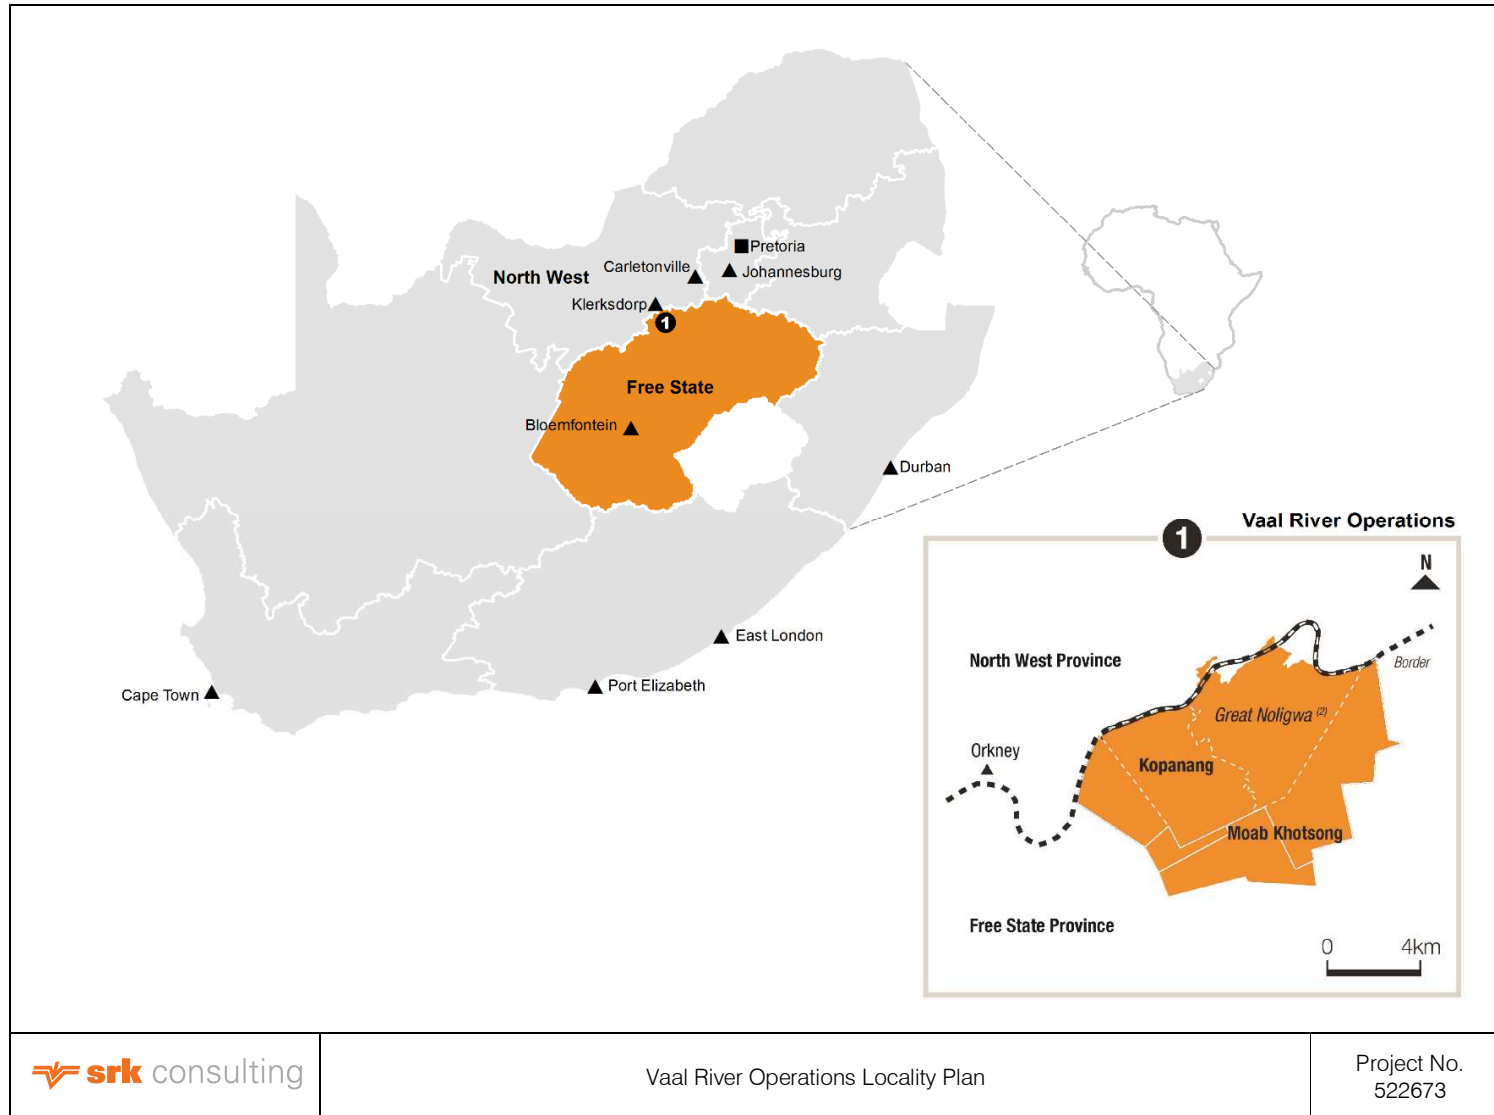 Pretoria
Carletonville
Johannesburg
North West
Klerksdorp
1
Free State
Bloemfontein
Durban
East London
Port Elizabeth
Cape Town
Vaal River Operations
1
N
North West Province
Border
Great Noligwa (2)
Orkney
Kopanang
Moab Khotsong
Free State Province
0 4km
srk consulting
Vaal River Operations Locality Plan
Project No.
522673